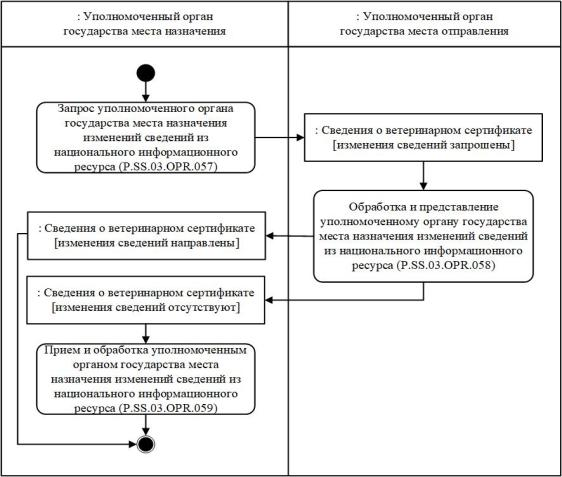 : Уполномоченный орган
государства места назначения
: Уполномоченный орган
государства места отправления
Запрос уполномоченного органа
государства места назначения
изменений сведений из
национального информационного
ресурса (P.SS.03.OPR.057)
: Сведения о ветеринарном сертификате
[изменения сведений запрошены]
Обработка и представление
уполномоченному органу государства
места назначения изменений сведений
из национального информационного
ресурса (P.SS.03.OPR.058)
: Сведения о ветеринарном сертификате
[изменения сведений направлены]
: Сведения о ветеринарном сертификате
[изменения сведений отсутствуют]
Прием и обработка уполномоченным
органом государства места
назначения изменений сведений из
национального информационного
ресурса (P.SS.03.OPR.059)